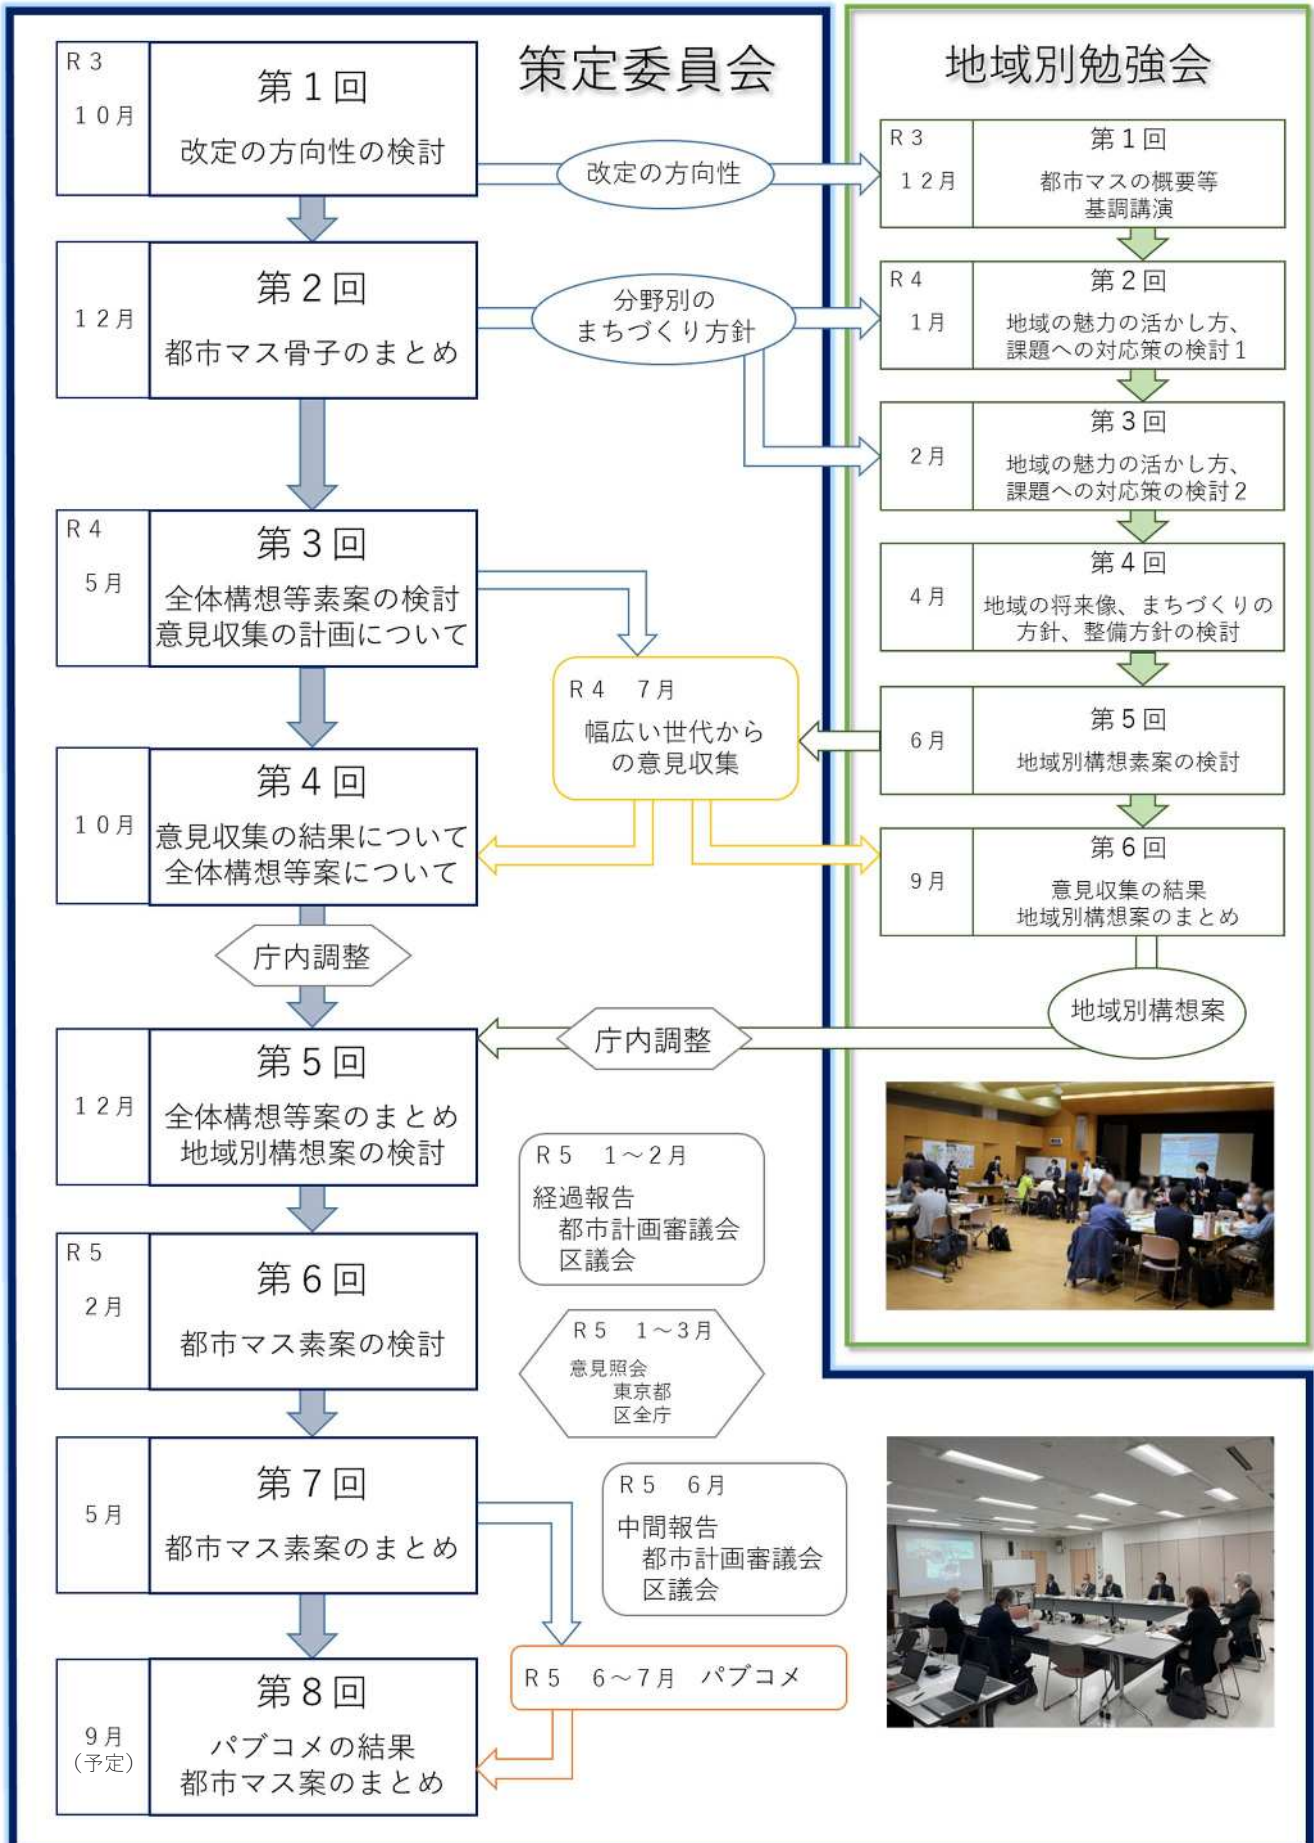 策定委員会
R3
10月
第1回
改定の方向性の検討
改定の方向性
12月
第2回
都市マス骨子のまとめ
分野別の
まちづくり方針
R4
5月
第3回
全体構想等素案の検討
意見収集の計画について
R4 7月
幅広い世代から
の意見収集
10月
第4回
意見収集の結果について
全体構想等案について
庁内調整
庁内調整
12月
第5回
全体構想等案のまとめ
地域別構想案の検討
R5 1～2月
経過報告
都市計画審議会
区議会
R5
2月
第6回
都市マス素案の検討
R5 1～3月
意見照会
東京都
区全庁
5月
第7回
都市マス素案のまとめ
R5 6月
中間報告
都市計画審議会
区議会
R5 6～7月 パブコメ
9月
(予定)
第8回
パブコメの結果
都市マス案のまとめ
地域別勉強会
R3
12月
第1回
都市マスの概要等
基調講演
R4
1月
第2回
地域の魅力の活かし方、
課題への対応策の検討1
2月
第3回
地域の魅力の活かし方、
課題への対応策の検討2
4月
第4回
地域の将来像、まちづくりの
方針、整備方針の検討
6月
第5回
地域別構想素案の検討
9月
第6回
意見収集の結果
地域別構想案のまとめ
地域別構想案